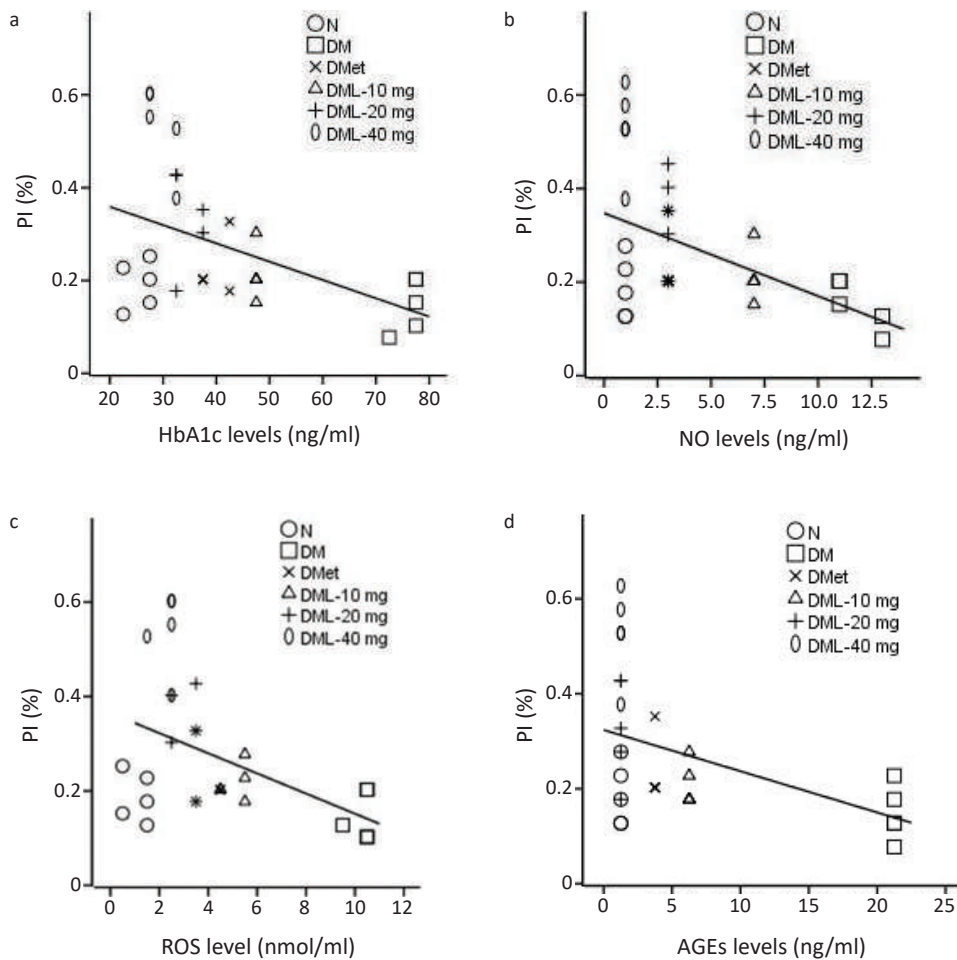 a
N
DM
DMet
DML-10 mg
DML-20 mg
DML-40 mg
0.6
0.4
0.2
0
PI (%)
20 30 40 50 60 70 80
HbA1c levels (ng/ml)
b
N
DM
DMet
DML-10 mg
DML-20 mg
DML-40 mg
0.6
0.4
0.2
0
PI (%)
0 2.5 5.0 7.5 10.0 12.5
NO levels (ng/ml)
c
N
DM
DMet
DML-10 mg
DML-20 mg
DML-40 mg
0.6
0.4
0.2
0
PI (%)
0 2 4 6 8 10 12
ROS level (nmol/ml)
d
N
DM
DMet
DML-10 mg
DML-20 mg
DML-40 mg
0.6
0.4
0.2
0
PI (%)
0 5 10 15 20 25
AGEs levels (ng/ml)